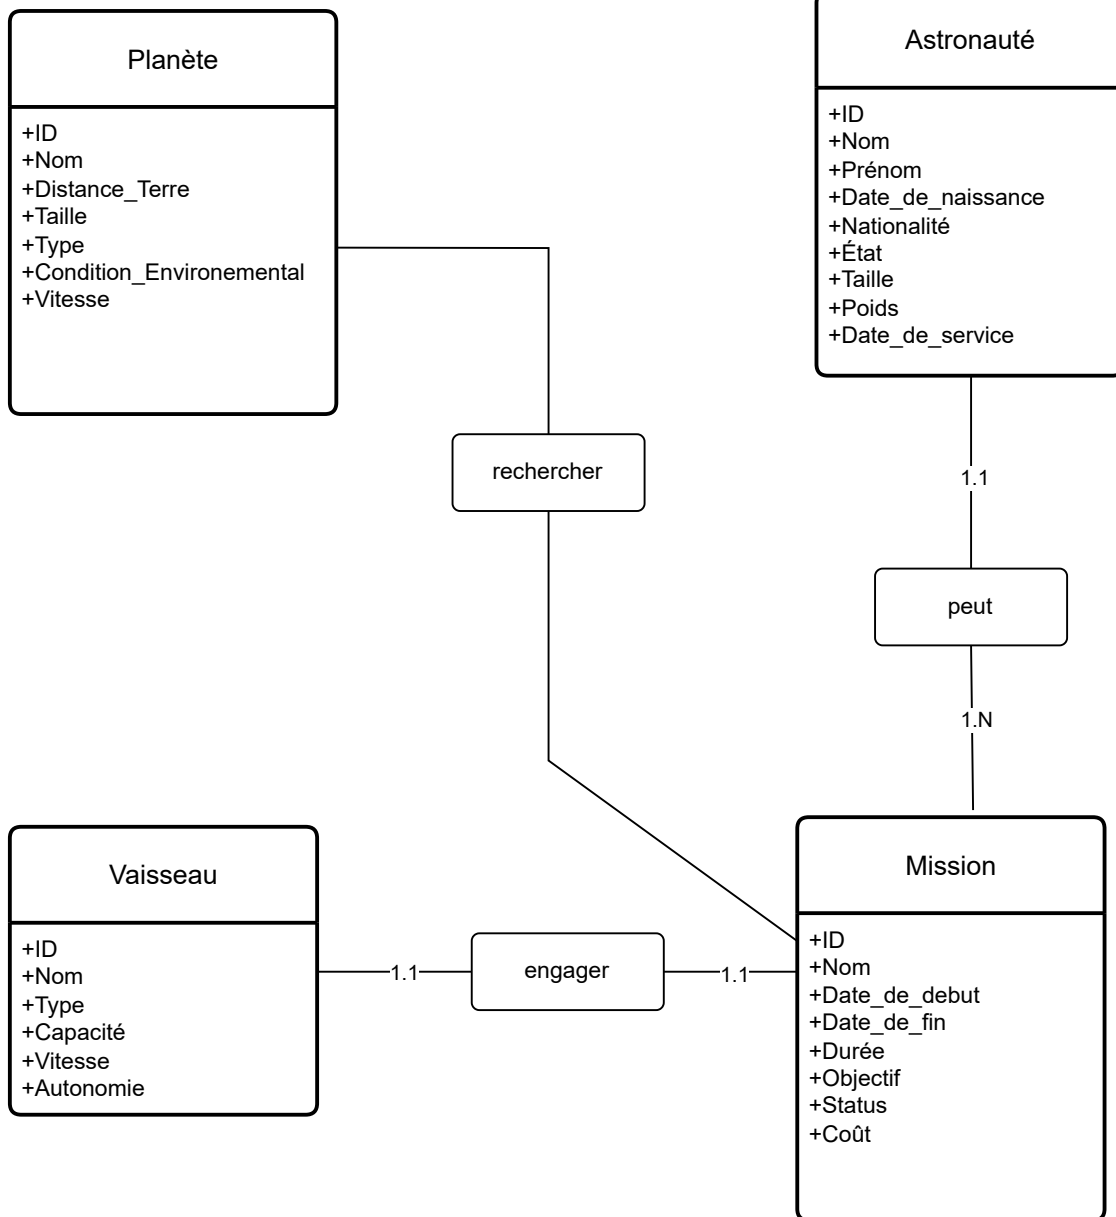 Planète
+ID
+Nom
+Distance_Terre
+Taille
+Type
+Condition_Environemental
+Vitesse
Astronauté
+ID
+Nom
+Prénom
+Date_de_naissance
+Nationalité
+État
+Taille
+Poids
+Date_de_service
rechercher
1.1
peut
1.N
Vaisseau
+ID
+Nom
+Type
+Capacité
+Vitesse
+Autonomie
1.1
engager
1.1
Mission
+ID
+Nom
+Date_de_debut
+Date_de_fin
+Durée
+Objectif
+Status
+Coût